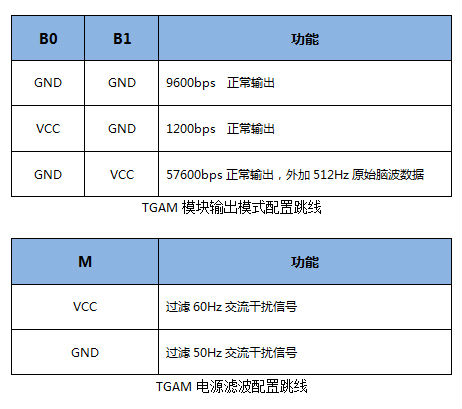 B0 B1 功能
GND GND 9600bps 正常输出
VCC GND 1200bps 正常输出
GND VCC 57600bps 正常输出，外加 512Hz 原始脑波数据
TGAM 模块输出模式配置跳线
M 功能
VCC 过滤 60Hz 交流干扰信号
GND 过滤 50Hz 交流干扰信号
TGAM 电源滤波配置跳线